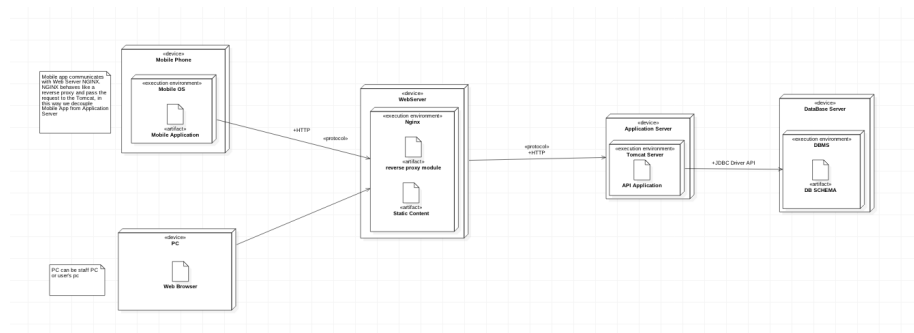 Mobile app communicates
with Web Server NGINX.
NGINX behaves like a
reverse proxy and pass the
request to the Tomcat, in
this way we decouple
Mobile App from Application
Server
«device»
Mobile Phone
«execution environment»
Mobile OS
«artifact»
Mobile Application
+HTTP
«protocol»
PC can be staff PC
or user's pc
«device»
PC
Web Browser
«device»
WebServer
«execution environment»
Nginx
«artifact»
reverse proxy module
«artifact»
Static Content
«protocol»
+HTTP
«device»
Application Server
«execution environment»
Tomcat Server
API Application
+JDBC Driver API
«device»
DataBase Server
«execution environment»
DBMS
«artifact»
DB SCHEMA